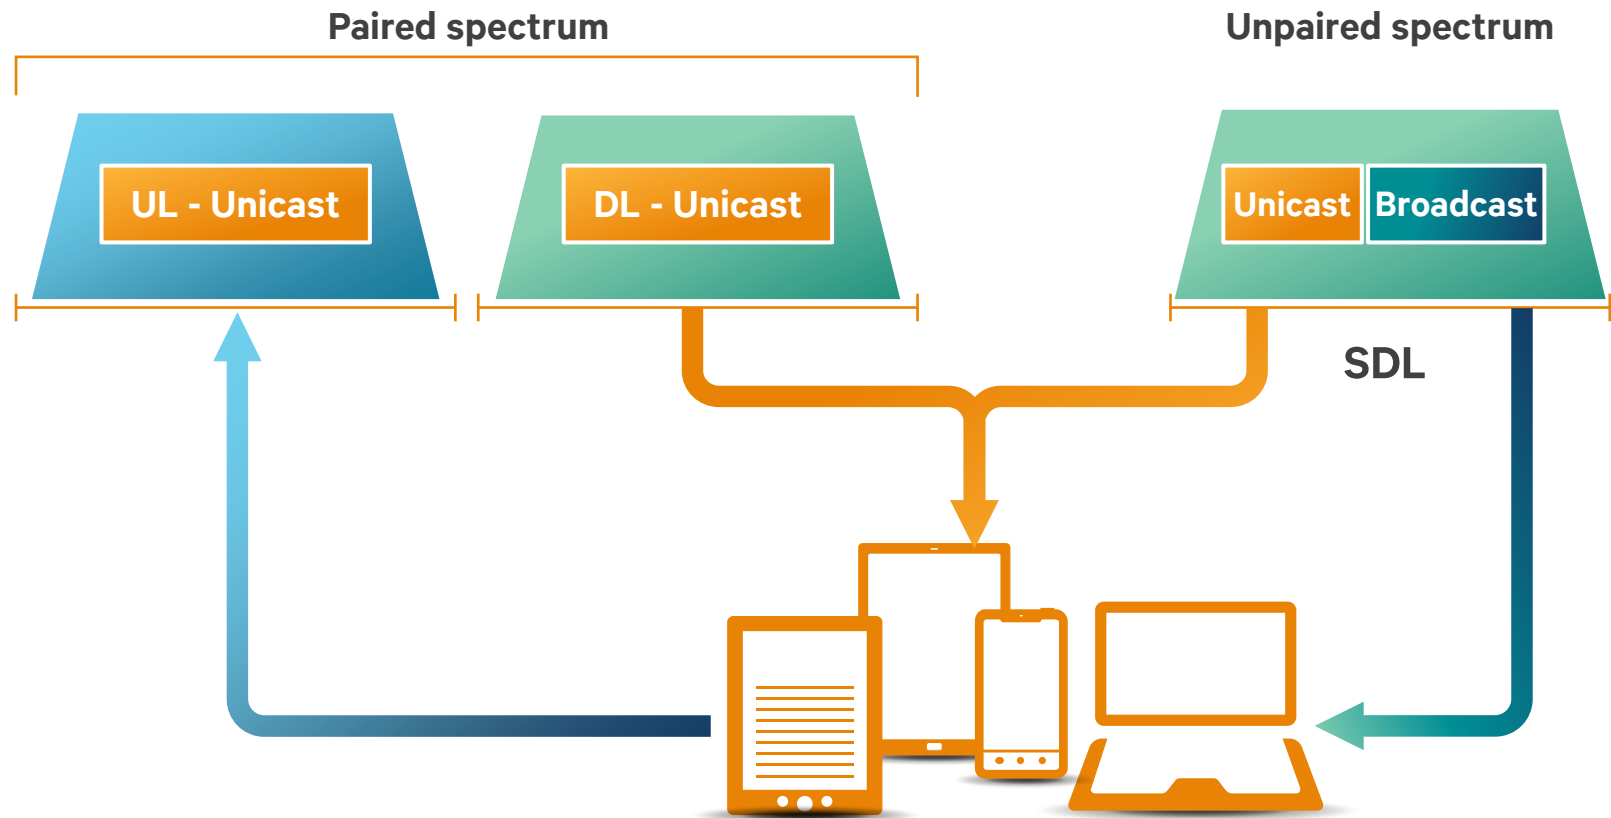 Paired spectrum
Unpaired spectrum
UL - Unicast
DL - Unicast
Unicast
Broadcast
SDL